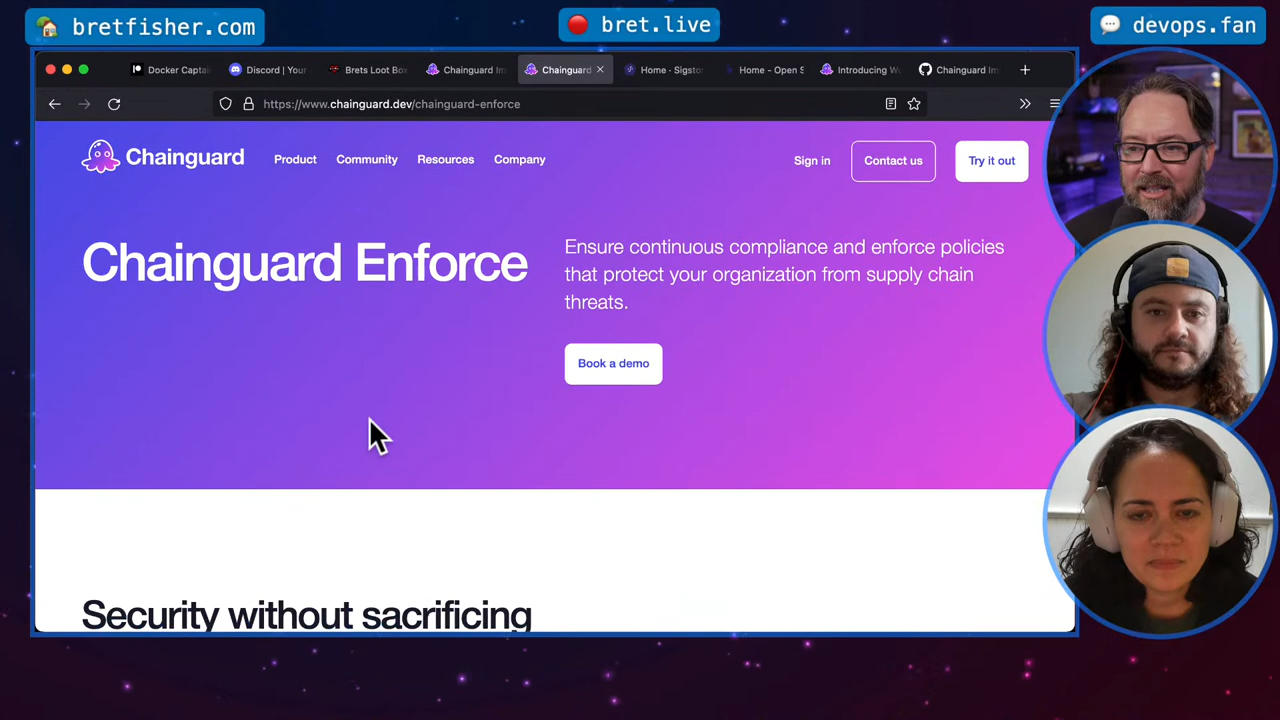 bretfisher.com
bret.live
devops.fan
Docker Capta
Discord | Your
Brets Loot Bo
Chainguard Im
Chainguard
Home - Sigst
Home - Open S
Introducing W
Chainguard Im
https://www.chainguard.dev/chainguard-enforce
Chainguard
Product
Community
Resources
Company
Sign in
Contact us
Try it out
Chainguard Enforce
Ensure continuous compliance and enforce policies
that protect your organization from supply chain
threats.
Book a demo
Security without sacrificing